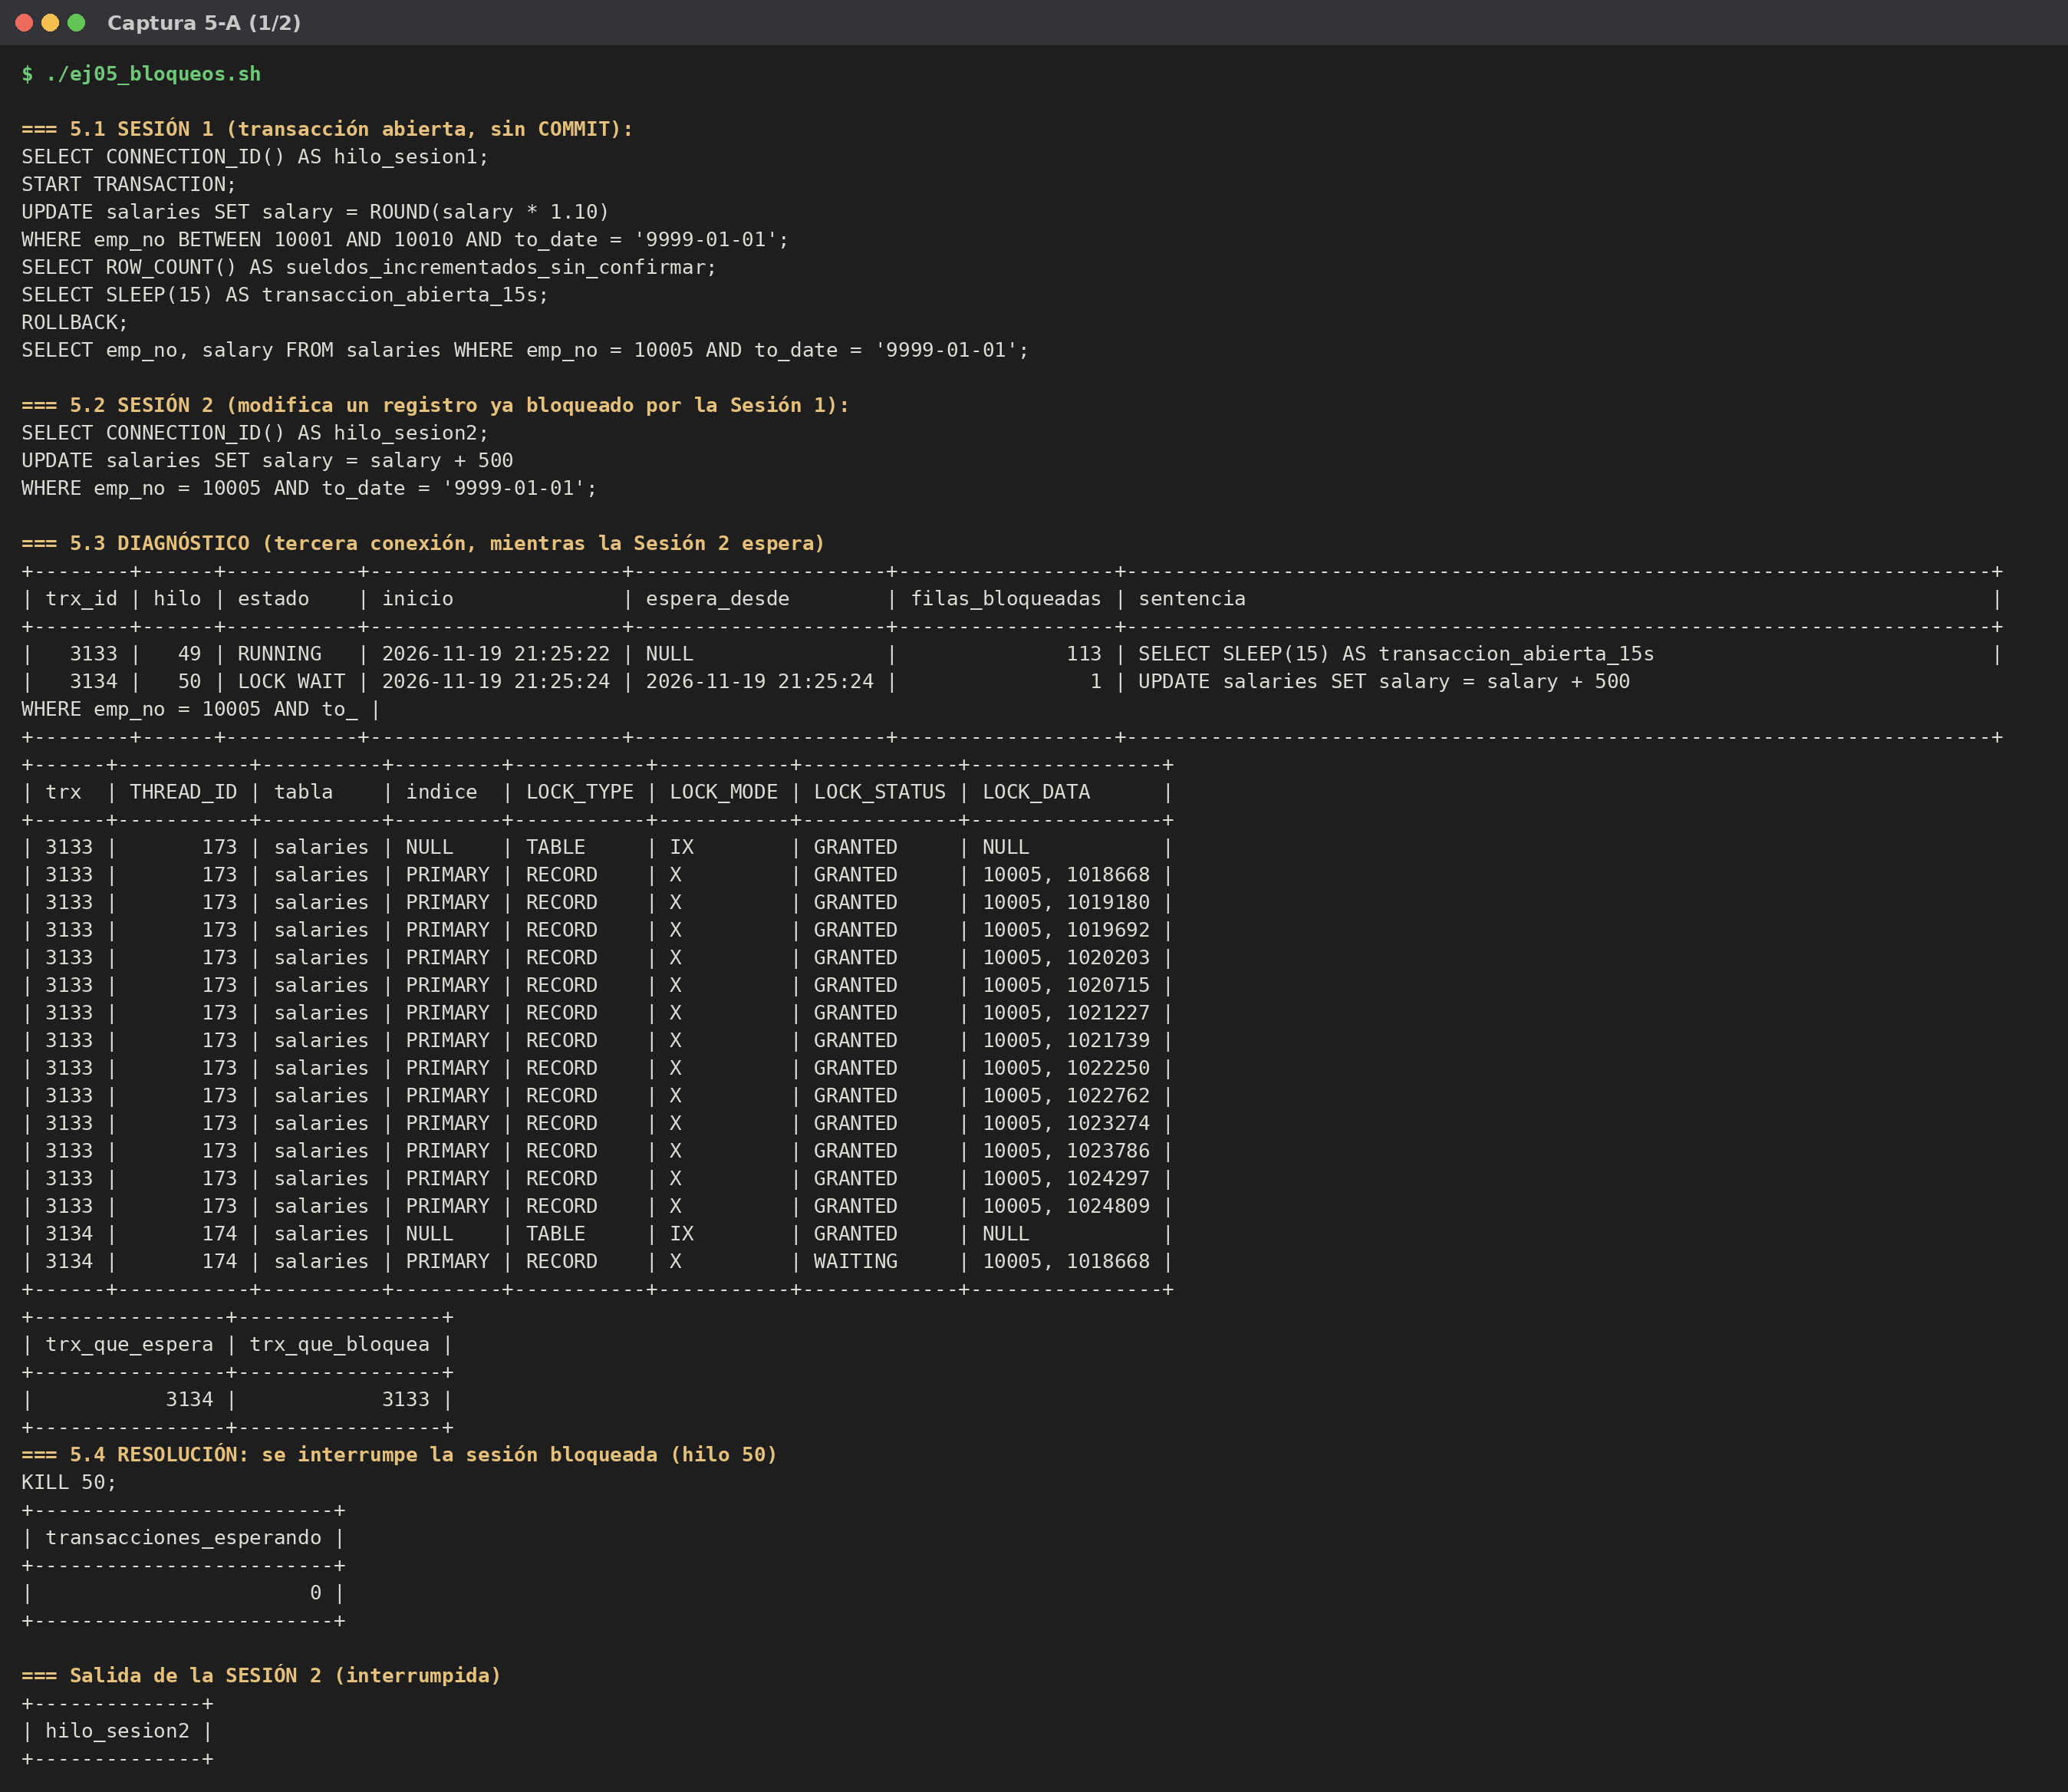 Captura 5-A (1/2)
$ ./ej05_bloqueos.sh
=== 5.1 SESIÓN 1 (transacción abierta, sin COMMIT):
SELECT CONNECTION_ID() AS hilo_sesion1;
START TRANSACTION;
UPDATE salaries SET salary = ROUND(salary * 1.10)
WHERE emp_no BETWEEN 10001 AND 10010 AND to_date = '9999-01-01';
SELECT ROW_COUNT() AS sueldos_incrementados_sin_confirmar;
SELECT SLEEP(15) AS transaccion_abierta_15s;
ROLLBACK;
SELECT emp_no, salary FROM salaries WHERE emp_no = 10005 AND to_date = '9999-01-01';
=== 5.2 SESIÓN 2 (modifica un registro ya bloqueado por la Sesión 1):
SELECT CONNECTION_ID() AS hilo_sesion2;
UPDATE salaries SET salary = salary + 500
WHERE emp_no = 10005 AND to_date = '9999-01-01';
=== 5.3 DIAGNÓSTICO (tercera conexión, mientras la Sesión 2 espera)
+--------+------+-----------+---------------------+---------------------+------------------+------------------------------------------------------------------------+
| trx_id | hilo | estado    | inicio              | espera_desde        | filas_bloqueadas | sentencia                                                              |
+--------+------+-----------+---------------------+---------------------+------------------+------------------------------------------------------------------------+
|   3133 |   49 | RUNNING   | 2026-11-19 21:25:22 | NULL                |              113 | SELECT SLEEP(15) AS transaccion_abierta_15s                            |
|   3134 |   50 | LOCK WAIT | 2026-11-19 21:25:24 | 2026-11-19 21:25:24 |                1 | UPDATE salaries SET salary = salary + 500
WHERE emp_no = 10005 AND to_ |
+--------+------+-----------+---------------------+---------------------+------------------+------------------------------------------------------------------------+
+------+-----------+----------+---------+-----------+-----------+-------------+----------------+
| trx  | THREAD_ID | tabla    | indice  | LOCK_TYPE | LOCK_MODE | LOCK_STATUS | LOCK_DATA      |
+------+-----------+----------+---------+-----------+-----------+-------------+----------------+
| 3133 |       173 | salaries | NULL    | TABLE     | IX        | GRANTED     | NULL           |
| 3133 |       173 | salaries | PRIMARY | RECORD    | X         | GRANTED     | 10005, 1018668 |
| 3133 |       173 | salaries | PRIMARY | RECORD    | X         | GRANTED     | 10005, 1019180 |
| 3133 |       173 | salaries | PRIMARY | RECORD    | X         | GRANTED     | 10005, 1019692 |
| 3133 |       173 | salaries | PRIMARY | RECORD    | X         | GRANTED     | 10005, 1020203 |
| 3133 |       173 | salaries | PRIMARY | RECORD    | X         | GRANTED     | 10005, 1020715 |
| 3133 |       173 | salaries | PRIMARY | RECORD    | X         | GRANTED     | 10005, 1021227 |
| 3133 |       173 | salaries | PRIMARY | RECORD    | X         | GRANTED     | 10005, 1021739 |
| 3133 |       173 | salaries | PRIMARY | RECORD    | X         | GRANTED     | 10005, 1022250 |
| 3133 |       173 | salaries | PRIMARY | RECORD    | X         | GRANTED     | 10005, 1022762 |
| 3133 |       173 | salaries | PRIMARY | RECORD    | X         | GRANTED     | 10005, 1023274 |
| 3133 |       173 | salaries | PRIMARY | RECORD    | X         | GRANTED     | 10005, 1023786 |
| 3133 |       173 | salaries | PRIMARY | RECORD    | X         | GRANTED     | 10005, 1024297 |
| 3133 |       173 | salaries | PRIMARY | RECORD    | X         | GRANTED     | 10005, 1024809 |
| 3134 |       174 | salaries | NULL    | TABLE     | IX        | GRANTED     | NULL           |
| 3134 |       174 | salaries | PRIMARY | RECORD    | X         | WAITING     | 10005, 1018668 |
+------+-----------+----------+---------+-----------+-----------+-------------+----------------+
+----------------+-----------------+
| trx_que_espera | trx_que_bloquea |
+----------------+-----------------+
|           3134 |            3133 |
+----------------+-----------------+
=== 5.4 RESOLUCIÓN: se interrumpe la sesión bloqueada (hilo 50)
KILL 50;
+-------------------------+
| transacciones_esperando |
+-------------------------+
|                       0 |
+-------------------------+
=== Salida de la SESIÓN 2 (interrumpida)
+--------------+
| hilo_sesion2 |
+--------------+